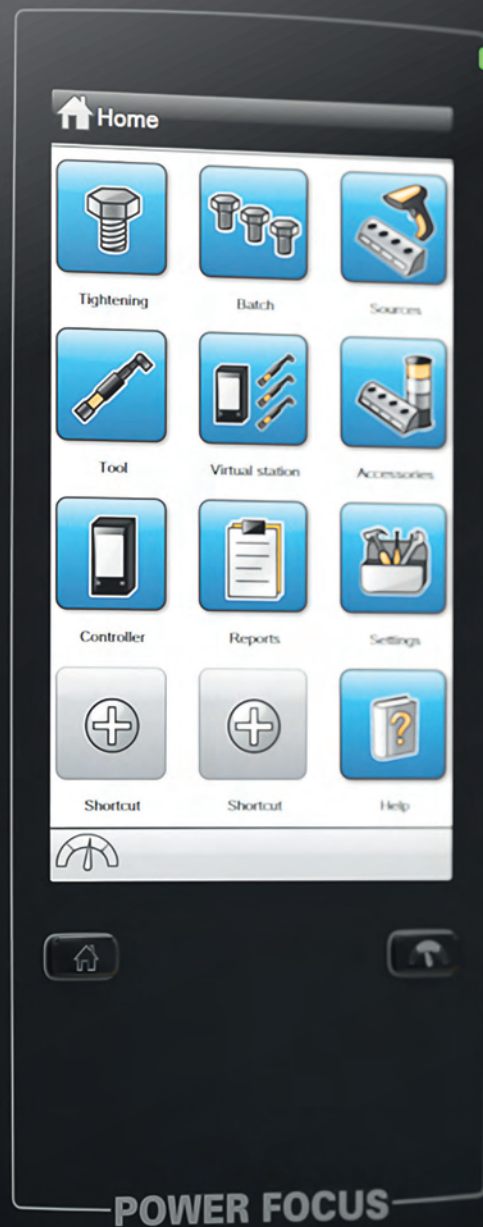 Home
Tightening
Batch
Sources
Tool
Virtual station
Accessories
Controller
Reports
Settings
Shortcut
Shortcut
Help
POWER FOCUS